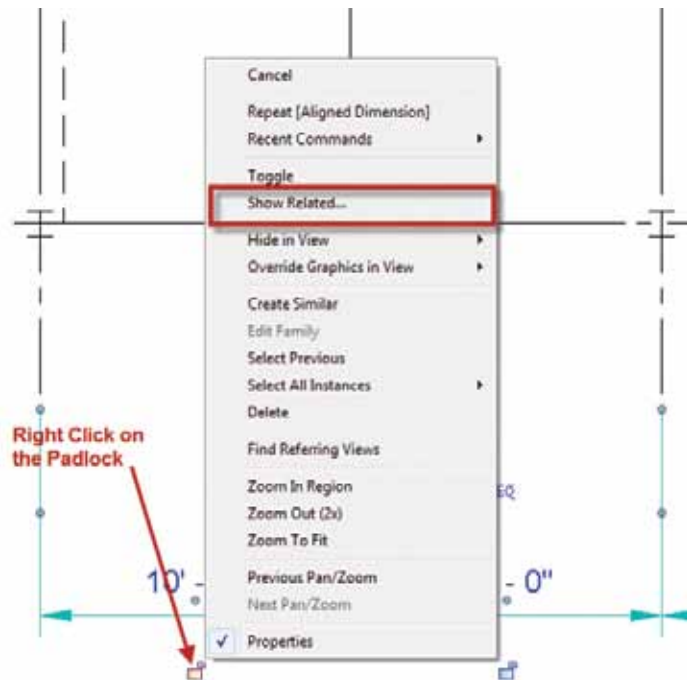 Cancel
Repeat [Aligned Dimension]
Recent Commands
Toggle
Show Related...
Hide in View
Override Graphics in View
Create Similar
Edit Family
Select Previous
Select All Instances
Delete
Find Referring Views
Zoom In Region
Zoom Out (2x)
Zoom To Fit
Previous Pan/Zoom
Next Pan/Zoom
Properties
Right Click on
the Padlock
EQ
10' -
- 0"